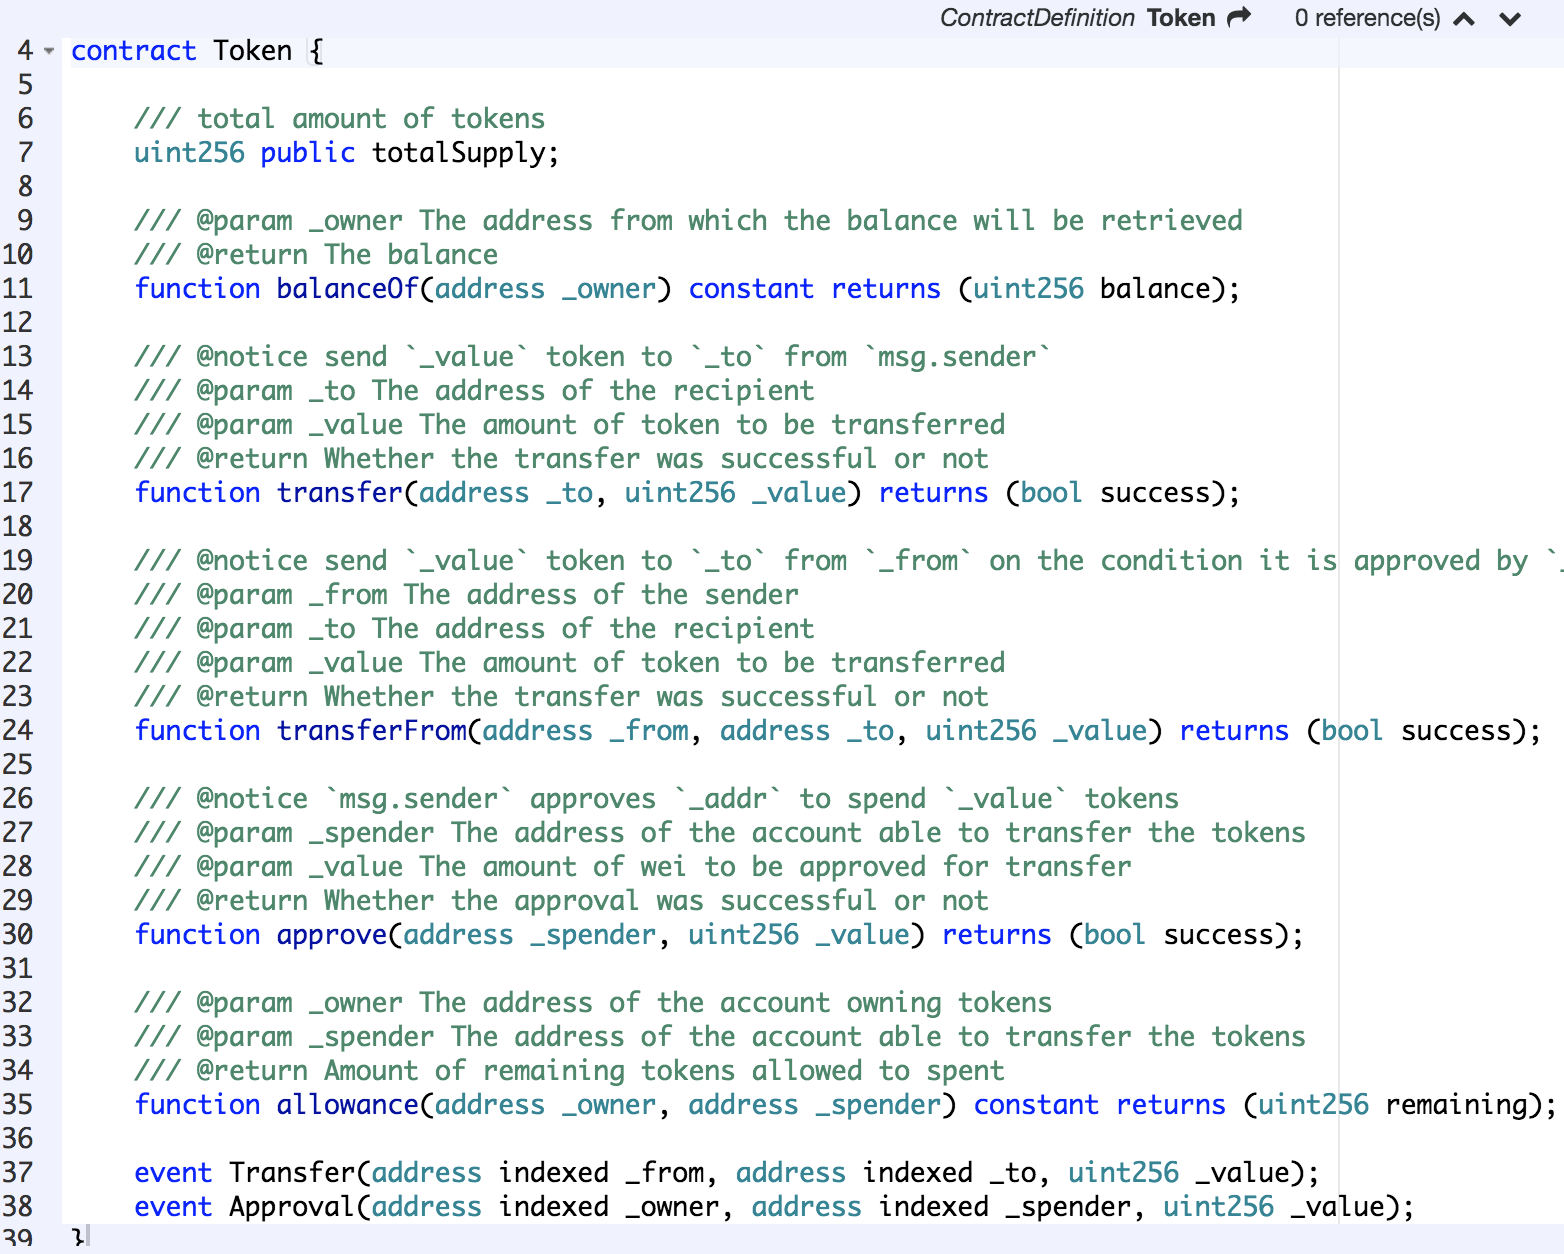 ContractDefinition Token 0 reference(s)
4 contract Token {
5
6 /// total amount of tokens
7 uint256 public totalSupply;
8
9 /// @param _owner The address from which the balance will be retrieved
10 /// @return The balance
11 function balanceOf(address _owner) constant returns (uint256 balance);
12
13 /// @notice send `_value` token to `_to` from `msg.sender`
14 /// @param _to The address of the recipient
15 /// @param _value The amount of token to be transferred
16 /// @return Whether the transfer was successful or not
17 function transfer(address _to, uint256 _value) returns (bool success);
18
19 /// @notice send `_value` token to `_to` from `_from` on the condition it is approved by `_
20 /// @param _from The address of the sender
21 /// @param _to The address of the recipient
22 /// @param _value The amount of token to be transferred
23 /// @return Whether the transfer was successful or not
24 function transferFrom(address _from, address _to, uint256 _value) returns (bool success);
25
26 /// @notice `msg.sender` approves `_addr` to spend `_value` tokens
27 /// @param _spender The address of the account able to transfer the tokens
28 /// @param _value The amount of wei to be approved for transfer
29 /// @return Whether the approval was successful or not
30 function approve(address _spender, uint256 _value) returns (bool success);
31
32 /// @param _owner The address of the account owning tokens
33 /// @param _spender The address of the account able to transfer the tokens
34 /// @return Amount of remaining tokens allowed to spent
35 function allowance(address _owner, address _spender) constant returns (uint256 remaining);
36
37 event Transfer(address indexed _from, address indexed _to, uint256 _value);
38 event Approval(address indexed _owner, address indexed _spender, uint256 _value);
39 }